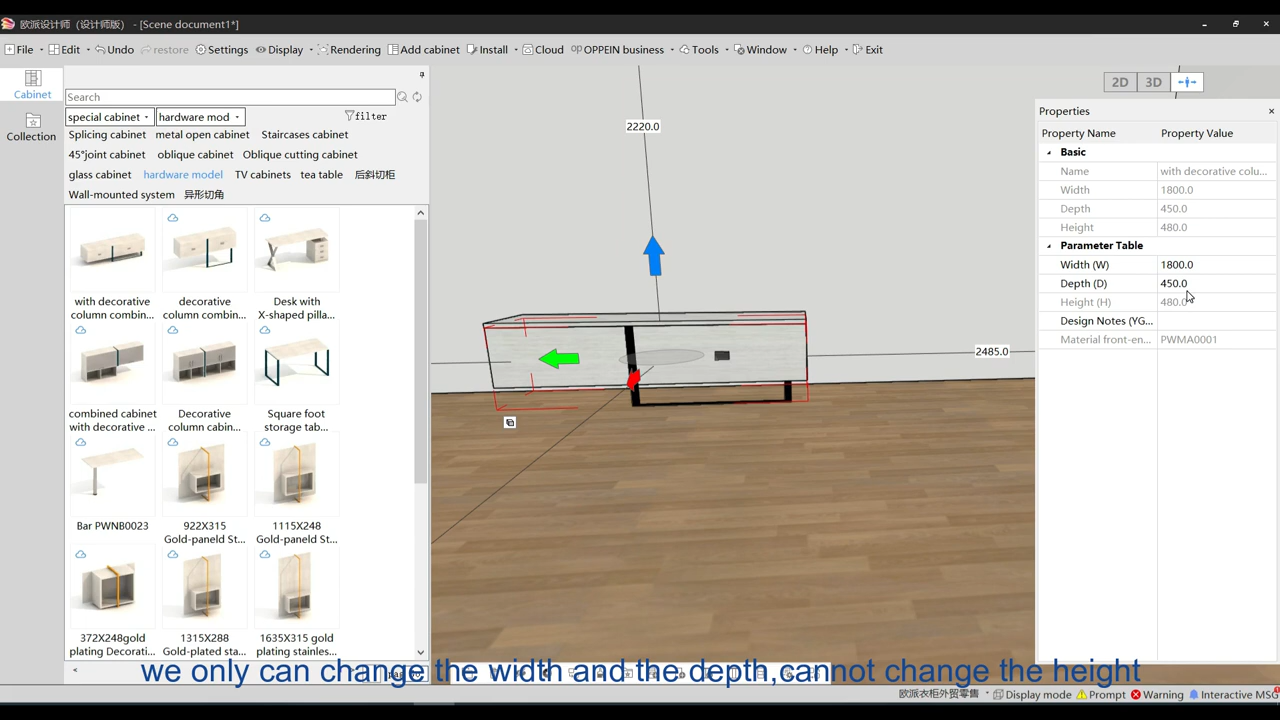 欧派设计师（设计师版） - [Scene document1*]
File Edit Undo restore Settings Display Rendering Add cabinet Install Cloud OPPEIN business Tools Window Help Exit
Cabinet
Collection
Search
special cabinet hardware mod filter
Splicing cabinet metal open cabinet Staircases cabinet
45°joint cabinet oblique cabinet Oblique cutting cabinet
glass cabinet hardware model TV cabinets tea table 后斜切柜
Wall-mounted system 异形切角
with decorative column combin...
decorative column combin...
Desk with X-shaped pilla...
combined cabinet with decorative ...
Decorative column cabin...
Square foot storage tab...
Bar PWNB0023
922X315 Gold-paneld St...
1115X248 Gold-paneld St...
372X248gold plating Decorati...
1315X288 Gold-plated sta...
1635X315 gold plating stainles...
2220.0
2485.0
2D 3D
Properties
Property Name Property Value
Basic
Name with decorative colu...
Width 1800.0
Depth 450.0
Height 480.0
Parameter Table
Width (W) 1800.0
Depth (D) 450.0
Height (H) 480.0
Design Notes (YG...
Material front-en... PWMA0001
we only can change the width and the depth,cannot change the height
欧派衣柜外贸零售 Display mode Prompt Warning Interactive MSG